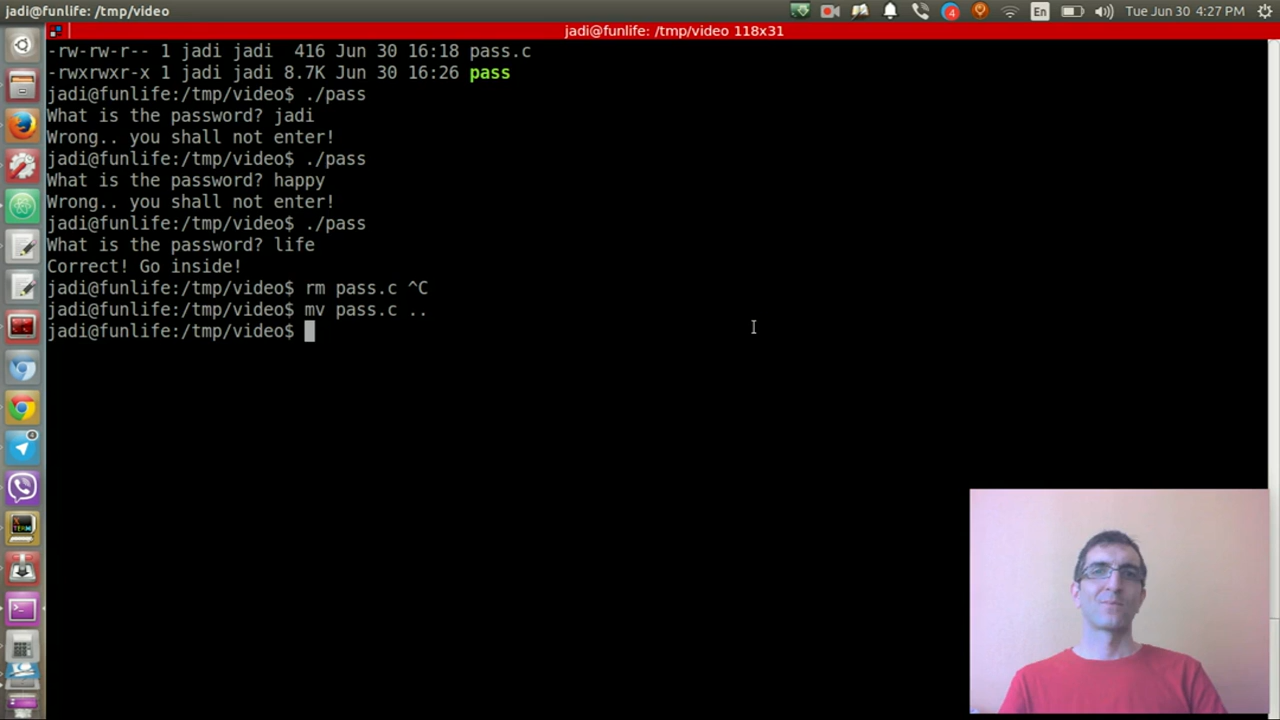 jadi@funlife: /tmp/video
4
En
Tue Jun 30 4:27 PM
jadi@funlife: /tmp/video 118x31
-rw-rw-r-- 1 jadi jadi  416 Jun 30 16:18 pass.c
-rwxrwxr-x 1 jadi jadi 8.7K Jun 30 16:26 pass
jadi@funlife:/tmp/video$ ./pass
What is the password? jadi
Wrong.. you shall not enter!
jadi@funlife:/tmp/video$ ./pass
What is the password? happy
Wrong.. you shall not enter!
jadi@funlife:/tmp/video$ ./pass
What is the password? life
Correct! Go inside!
jadi@funlife:/tmp/video$ rm pass.c ^C
jadi@funlife:/tmp/video$ mv pass.c ..
jadi@funlife:/tmp/video$
TERM